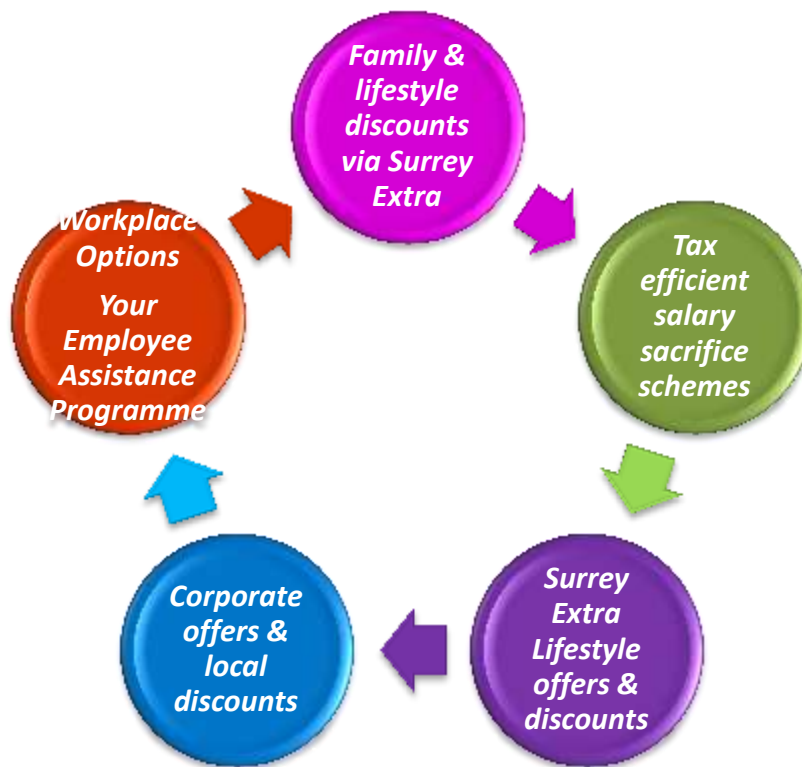 Family &
lifestyle
discounts
via Surrey
Extra
Tax
efficient
salary
sacrifice
schemes
Surrey
Extra
Lifestyle
offers &
discounts
Corporate
offers &
local
discounts
Workplace
Options
Your
Employee
Assistance
Programme